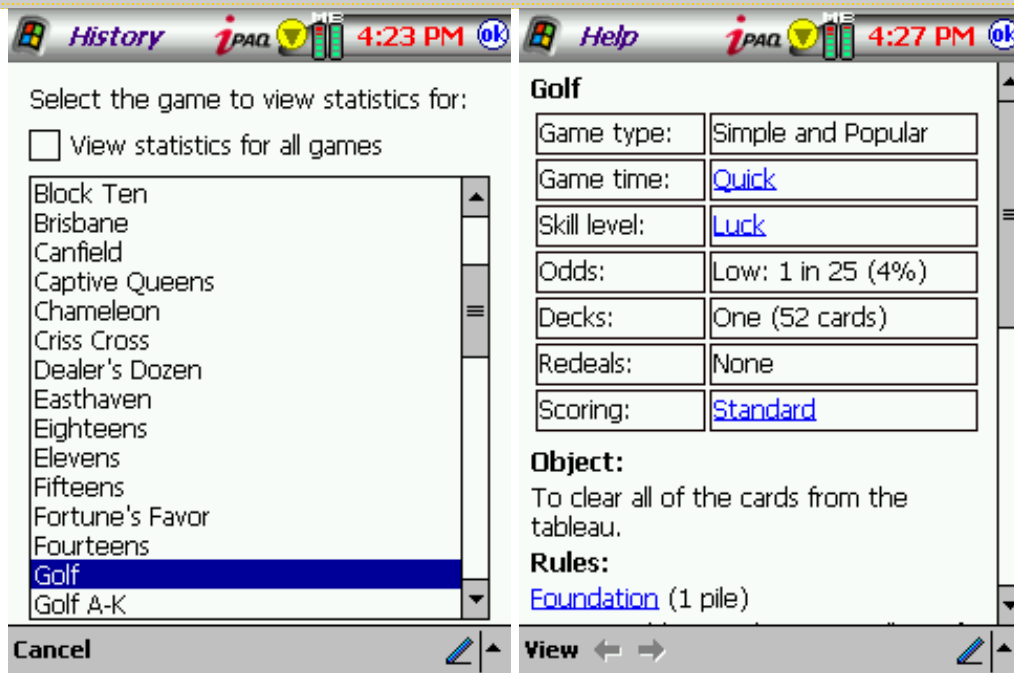 History iPAQ MB 4:23 PM ok
Select the game to view statistics for:
View statistics for all games
Block Ten
Brisbane
Canfield
Captive Queens
Chameleon
Criss Cross
Dealer's Dozen
Easthaven
Eighteens
Elevens
Fifteens
Fortune's Favor
Fourteens
Golf
Golf A-K
Cancel
Help iPAQ MB 4:27 PM ok
Golf
Game type: Simple and Popular
Game time: Quick
Skill level: Luck
Odds: Low: 1 in 25 (4%)
Decks: One (52 cards)
Redeals: None
Scoring: Standard
Object:
To clear all of the cards from the
tableau.
Rules:
Foundation (1 pile)
View